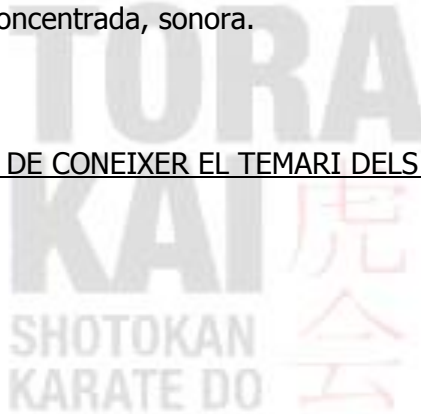 oncentrada, sonora.
TORA
DE CONEIXER EL TEMARI DELS
KAI
虎会
SHOTOKAN
KARATE DO